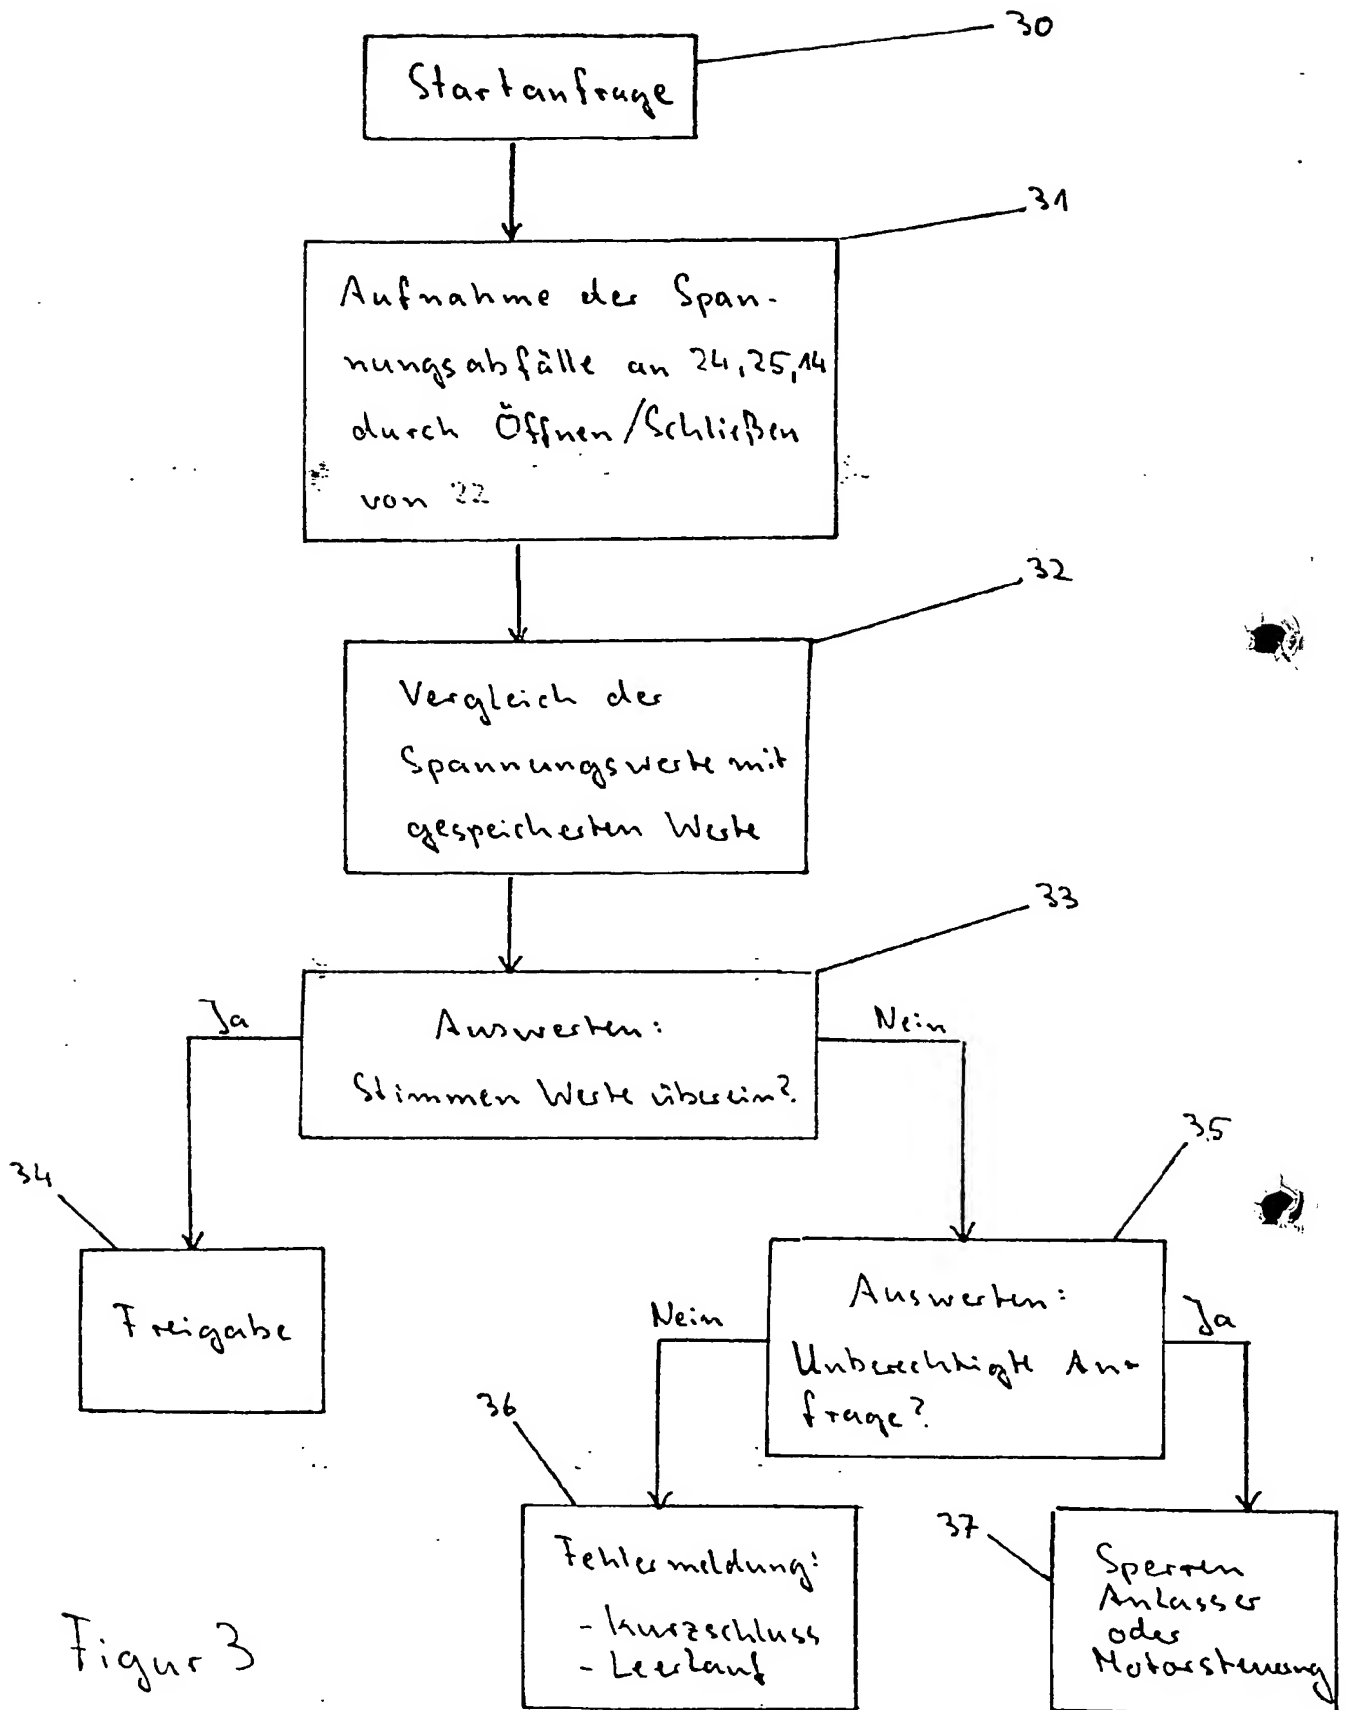 30
Startanfrage
31
Aufnahme der Span-
nungsabfälle an 24,25,14
durch Öffnen/Schließen
von 22
32
Vergleich der
Spannungswerte mit
gespeicherten Werte
33
Ja
Auswerten:
Nein
Stimmen Werte überein?
35
34
Freigabe
Auswerten:
Nein
Ja
Unberechtigte An-
frage?
36
37
Fehlermeldung:
- Kurzschluss
- Leerlauf
Sperren
Anlasser
oder
Motorsteuerung
Figur 3